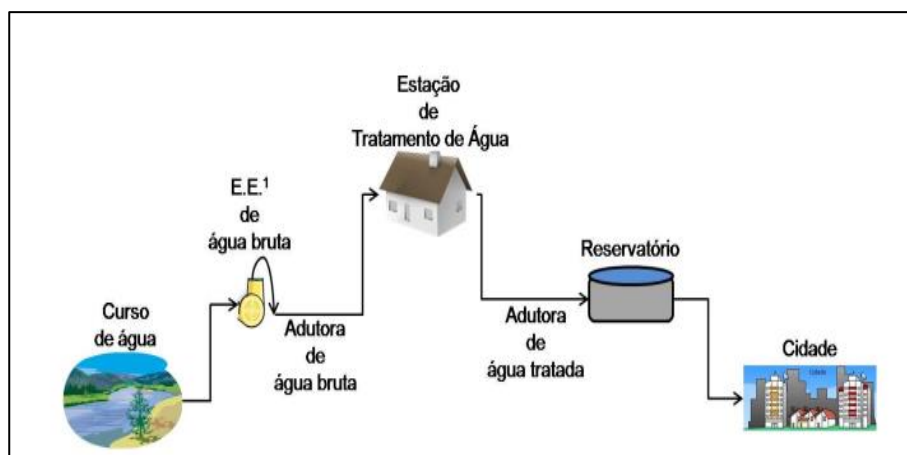 Estação
de
Tratamento de Água
E.E.¹
de
água bruta
Reservatório
Curso
de água
Adutora
de
água bruta
Adutora
de
água tratada
Cidade
Cidade